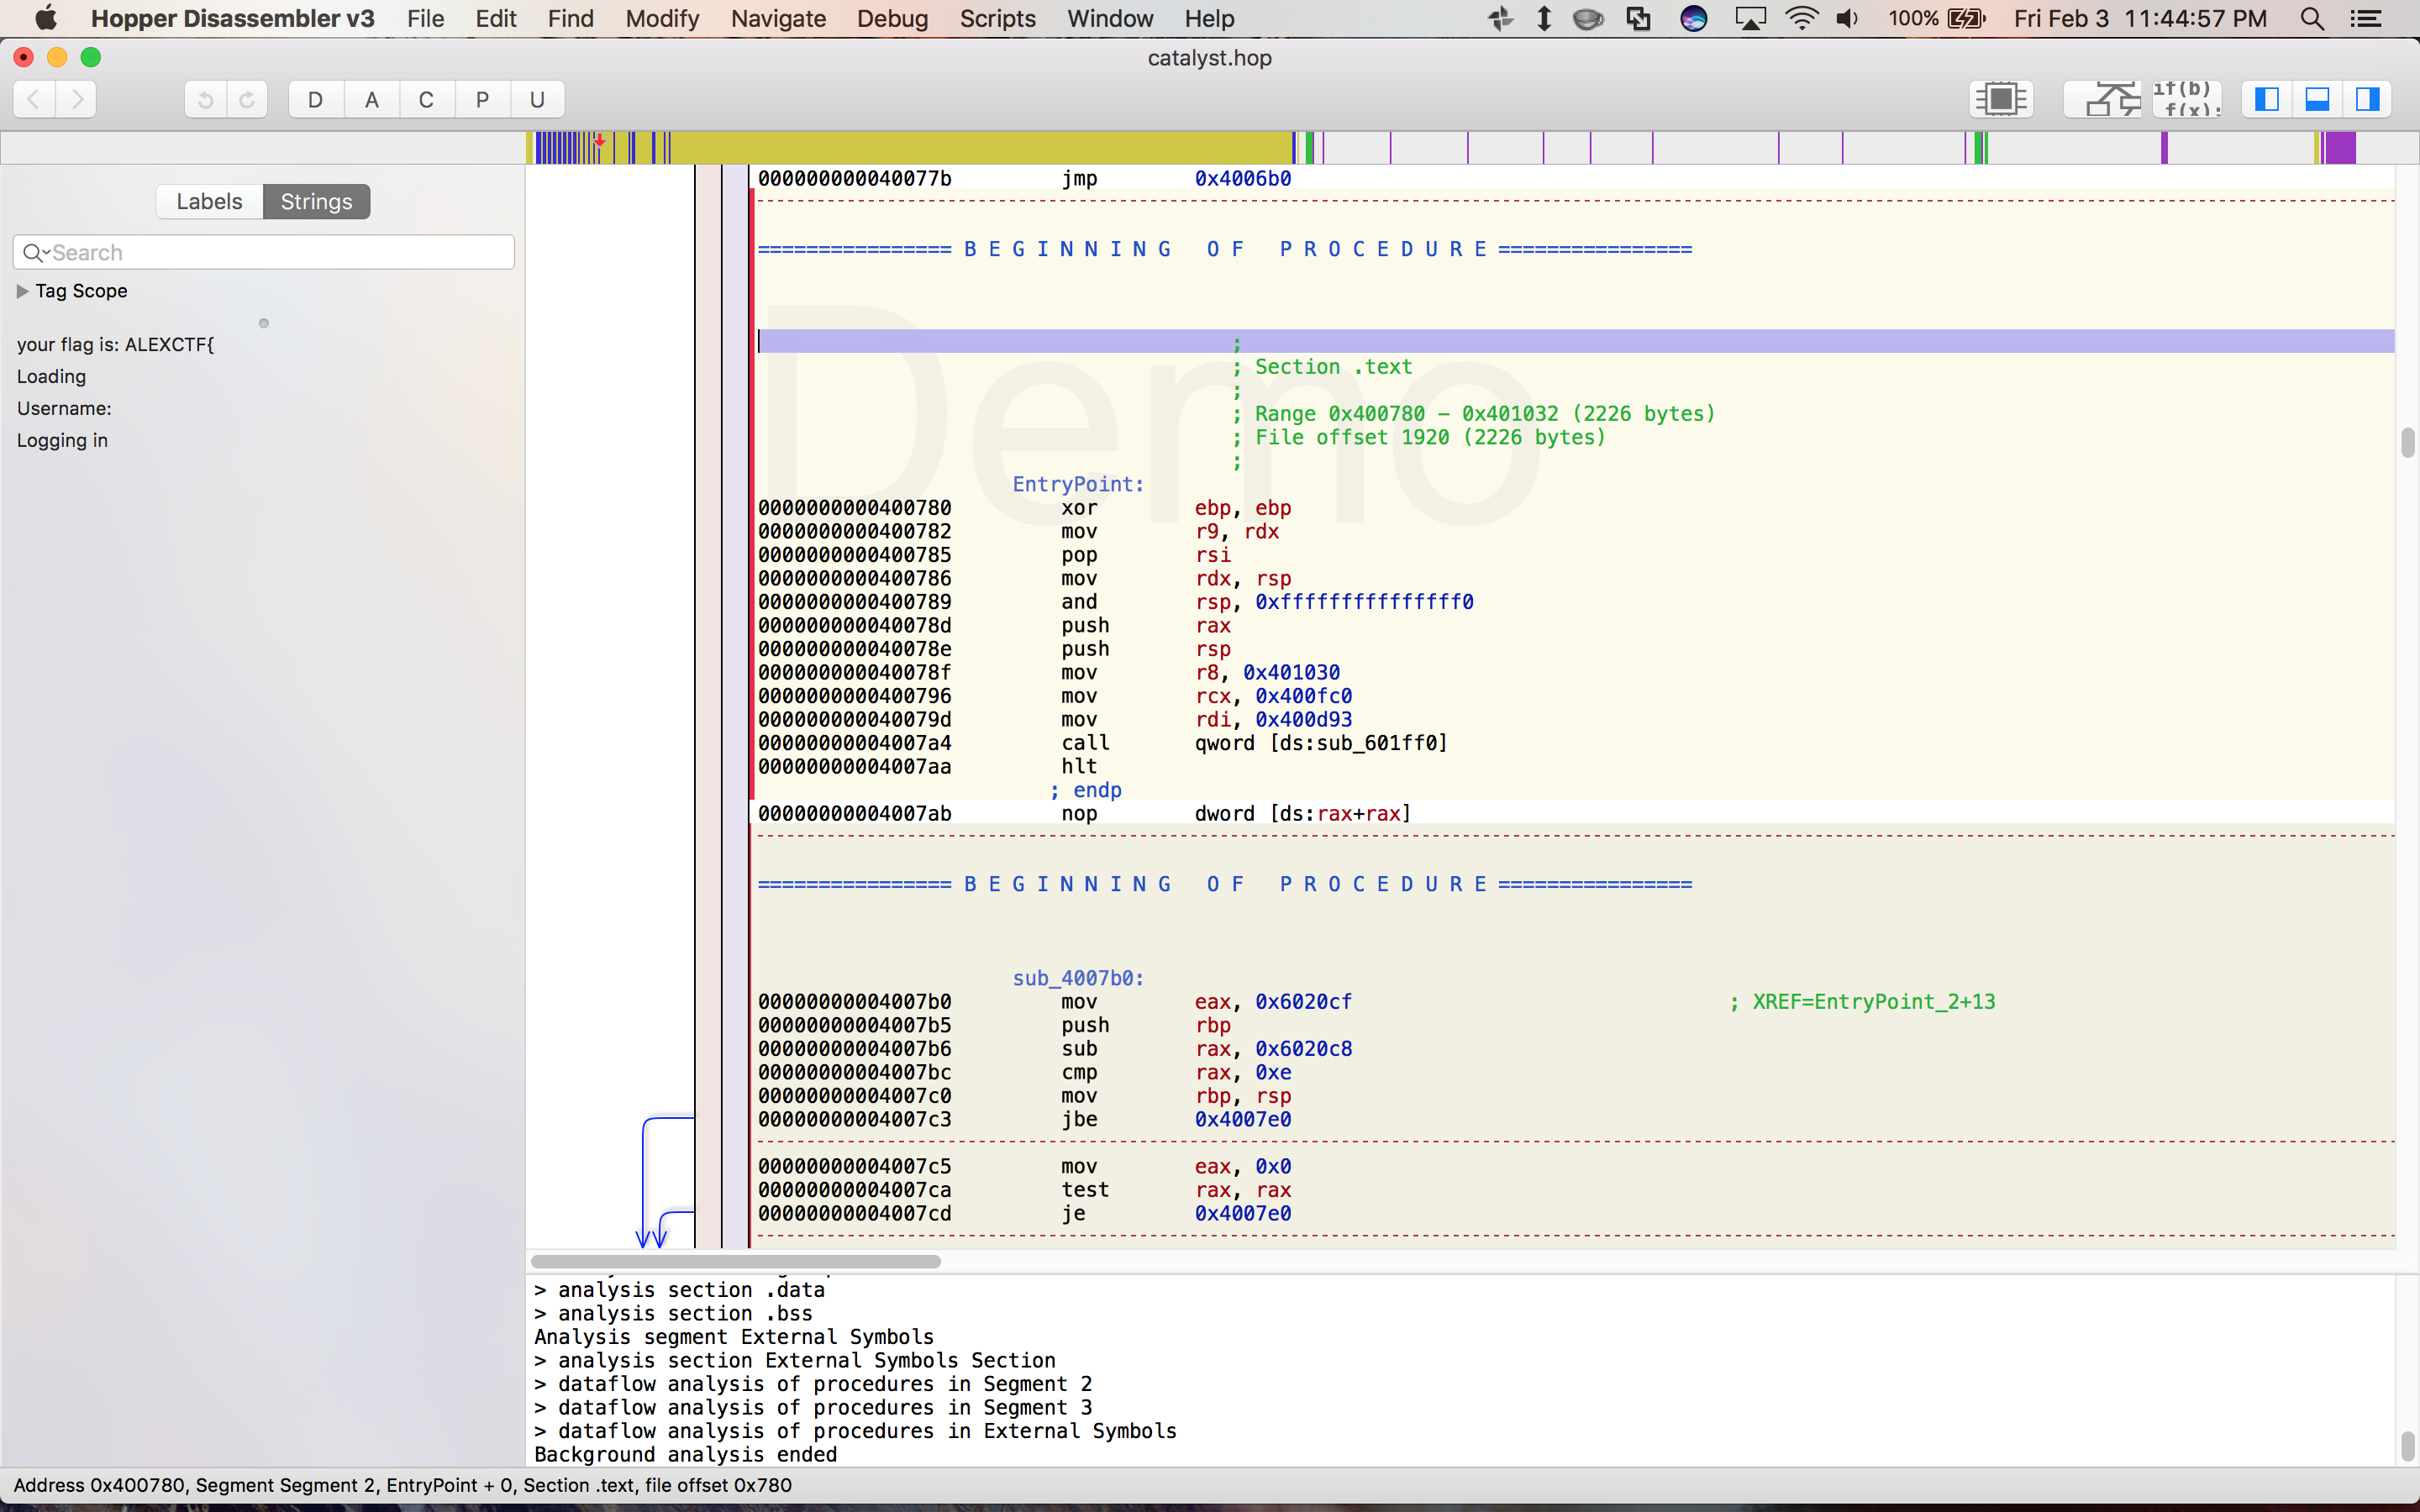 Hopper Disassembler v3 File Edit Find Modify Navigate Debug Scripts Window Help 100% Fri Feb 3 11:44:57 PM
catalyst.hop
D A C P U if(b) f(x);
Labels Strings
Search
Tag Scope
your flag is: ALEXCTF{
Loading
Username:
Logging in
000000000040077b jmp 0x4006b0
================ B E G I N N I N G O F P R O C E D U R E ================
Demo
;
; Section .text
;
; Range 0x400780 – 0x401032 (2226 bytes)
; File offset 1920 (2226 bytes)
;
EntryPoint:
0000000000400780 xor ebp, ebp
0000000000400782 mov r9, rdx
0000000000400785 pop rsi
0000000000400786 mov rdx, rsp
0000000000400789 and rsp, 0xfffffffffffffff0
000000000040078d push rax
000000000040078e push rsp
000000000040078f mov r8, 0x401030
0000000000400796 mov rcx, 0x400fc0
000000000040079d mov rdi, 0x400d93
00000000004007a4 call qword [ds:sub_601ff0]
00000000004007aa hlt
; endp
00000000004007ab nop dword [ds:rax+rax]
================ B E G I N N I N G O F P R O C E D U R E ================
sub_4007b0:
00000000004007b0 mov eax, 0x6020cf ; XREF=EntryPoint_2+13
00000000004007b5 push rbp
00000000004007b6 sub rax, 0x6020c8
00000000004007bc cmp rax, 0xe
00000000004007c0 mov rbp, rsp
00000000004007c3 jbe 0x4007e0
00000000004007c5 mov eax, 0x0
00000000004007ca test rax, rax
00000000004007cd je 0x4007e0
> analysis section .data
> analysis section .bss
Analysis segment External Symbols
> analysis section External Symbols Section
> dataflow analysis of procedures in Segment 2
> dataflow analysis of procedures in Segment 3
> dataflow analysis of procedures in External Symbols
Background analysis ended
Address 0x400780, Segment Segment 2, EntryPoint + 0, Section .text, file offset 0x780